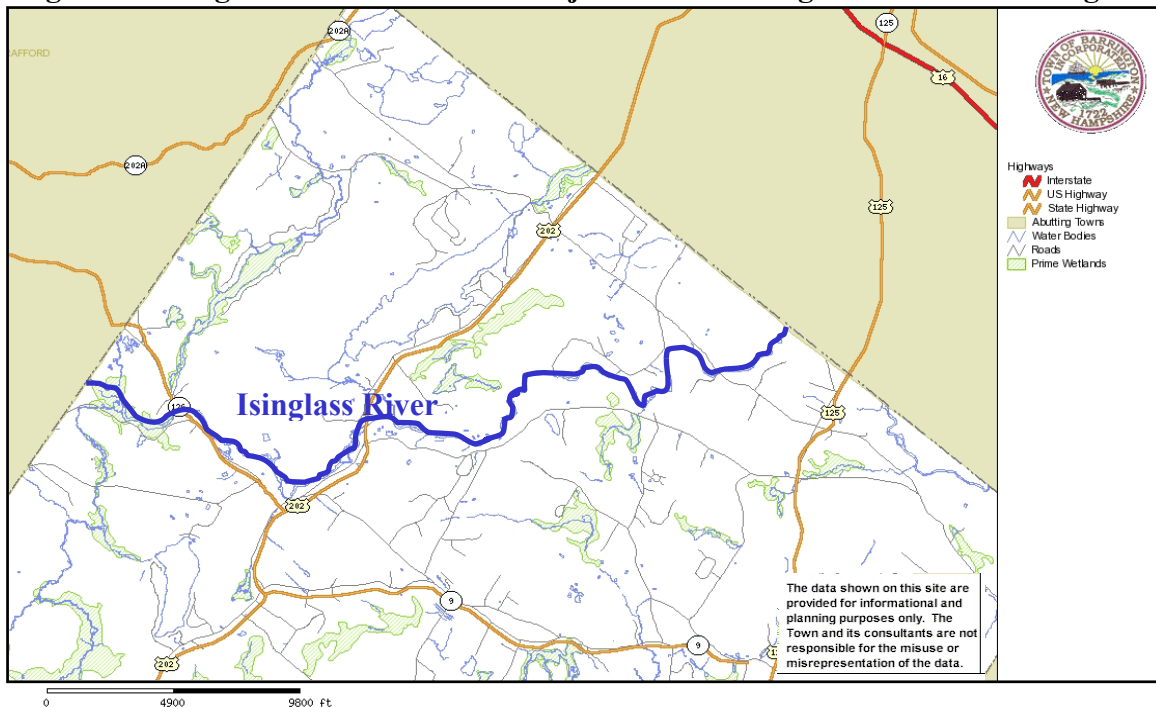 202A
125
RAFFORD
16
TOWN OF BARRINGTON
INCORPORATION
1722
NEW HAMPSHIRE
202A
Highways
Interstate
US Highway
State Highway
Abutting Towns
Water Bodies
Roads
Prime Wetlands
125
202
Isinglass River
125
202
The data shown on this site are
provided for informational and
planning purposes only. The
Town and its consultants are not
responsible for the misuse or
misrepresentation of the data.
9
9
202
0 4900 9800 ft